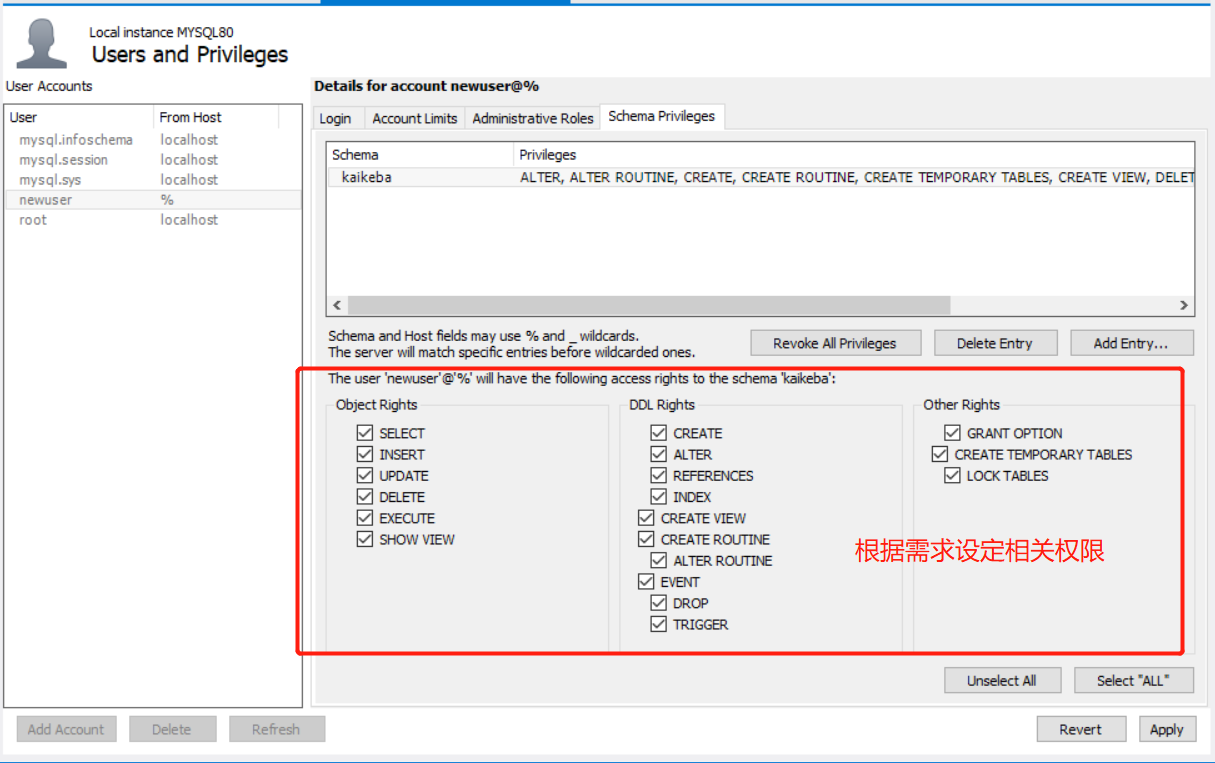 Local instance MYSQL80
Users and Privileges
User Accounts
User From Host
mysql.infoschema localhost
mysql.session localhost
mysql.sys localhost
newuser %
root localhost
Add Account Delete Refresh
Details for account newuser@%
Login Account Limits Administrative Roles Schema Privileges
Schema Privileges
kaikeba ALTER, ALTER ROUTINE, CREATE, CREATE ROUTINE, CREATE TEMPORARY TABLES, CREATE VIEW, DELET
Schema and Host fields may use % and _ wildcards.
The server will match specific entries before wildcarded ones.
Revoke All Privileges Delete Entry Add Entry...
The user 'newuser'@'%' will have the following access rights to the schema 'kaikeba':
Object Rights
SELECT
INSERT
UPDATE
DELETE
EXECUTE
SHOW VIEW
DDL Rights
CREATE
ALTER
REFERENCES
INDEX
CREATE VIEW
CREATE ROUTINE
ALTER ROUTINE
EVENT
DROP
TRIGGER
Other Rights
GRANT OPTION
CREATE TEMPORARY TABLES
LOCK TABLES
根据需求设定相关权限
Unselect All Select "ALL"
Revert Apply